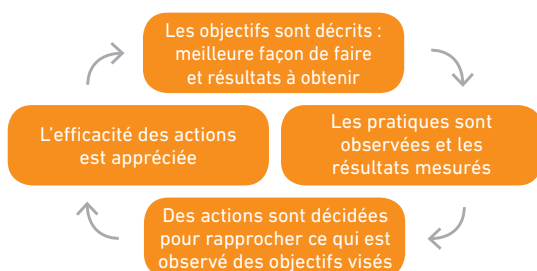 Les objectifs sont décrits :
meilleure façon de faire
et résultats à obtenir
Les pratiques sont
observées et les
résultats mesurés
Des actions sont décidées
pour rapprocher ce qui est
observé des objectifs visés
L'efficacité des actions
est appréciée